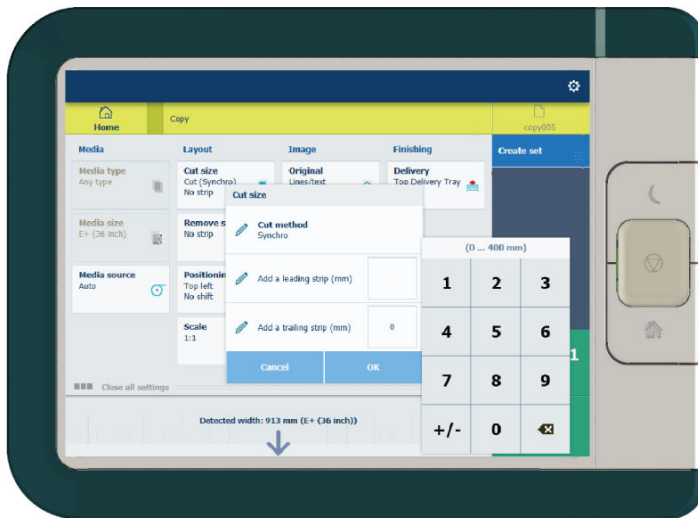 Home
Copy
copy005
Media
Layout
Image
Finishing
Create set
Media type
Any type
Cut size
Cut (Synchro)
No strip
Original
Lines/text
Delivery
Top Delivery Tray
Cut size
Media size
E+ (36 inch)
Remove s
No strip
Cut method
Synchro
(0 ... 400 mm)
Media source
Auto
Positionin
Top left
No shift
Add a leading strip (mm)
1 2 3
Scale
1:1
Add a trailing strip (mm)
0
4 5 6
1
Cancel
OK
7 8 9
Close all settings
Detected width: 913 mm (E+ (36 inch))
+/- 0